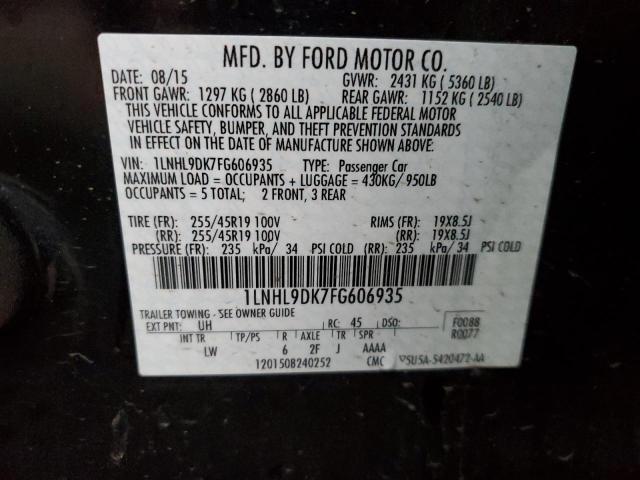 MFD. BY FORD MOTOR CO.
DATE: 08/15 GVWR: 2431 KG ( 5360 LB)
FRONT GAWR: 1297 KG ( 2860 LB) REAR GAWR: 1152 KG ( 2540 LB)
THIS VEHICLE CONFORMS TO ALL APPLICABLE FEDERAL MOTOR
VEHICLE SAFETY, BUMPER, AND THEFT PREVENTION STANDARDS
IN EFFECT ON THE DATE OF MANUFACTURE SHOWN ABOVE.
VIN: 1LNHL9DK7FG606935 TYPE: Passenger Car
MAXIMUM LOAD = OCCUPANTS + LUGGAGE = 430KG/ 950LB
OCCUPANTS = 5 TOTAL; 2 FRONT, 3 REAR
TIRE (FR): 255/45R19 100V RIMS (FR): 19X8.5J
(RR): 255/45R19 100V (RR): 19X8.5J
PRESSURE (FR): 235 kPa/ 34 PSI COLD (RR): 235 kPa/ 34 PSI COLD
1LNHL9DK7FG606935
TRAILER TOWING - SEE OWNER GUIDE
EXT PNT: UH RC: 45 DSO: F0088
INT TR TP/PS R AXLE TR SPR R0077
LW 6 2F J AAAA
1201508240252 CMC